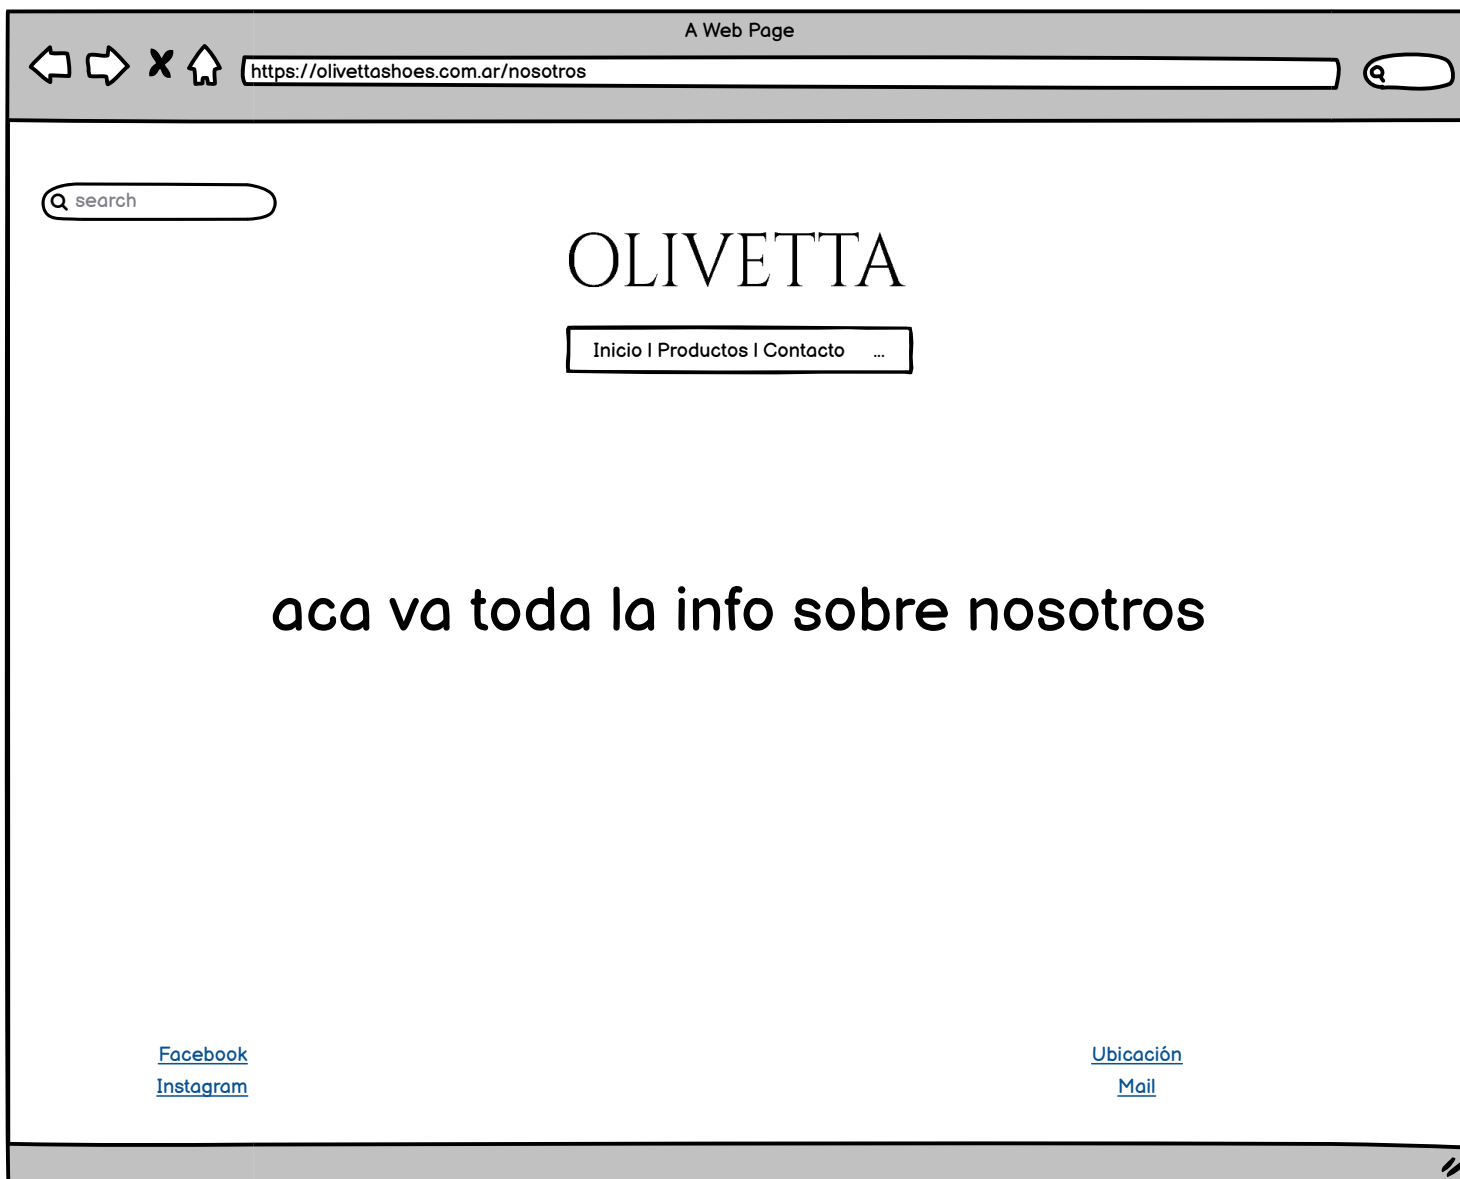 A Web Page
https://olivettashoes.com.ar/nosotros
search
OLIVETTA
Inicio | Productos | Contacto ...
aca va toda la info sobre nosotros
Facebook
Instagram
Ubicación
Mail